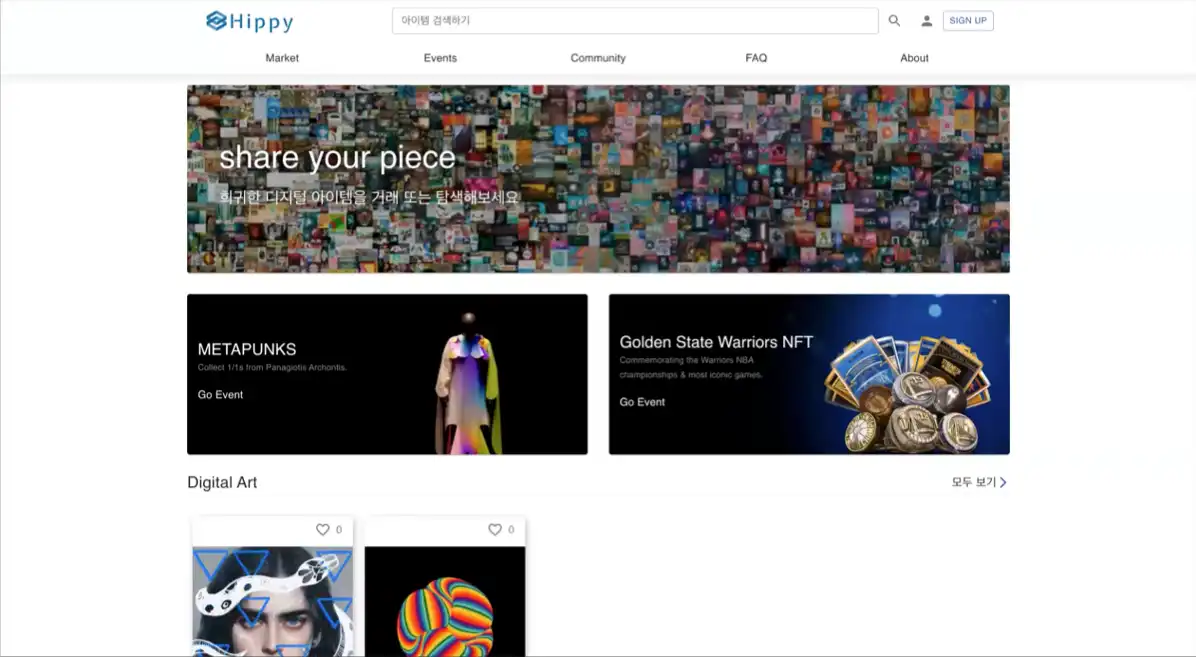 Hippy
아이템 검색하기
SIGN UP
Market
Events
Community
FAQ
About
share your piece
희귀한 디지털 아이템을 거래 또는 탐색해보세요
METAPUNKS
Collect 1/1s from Panagiotis Archontis.
Go Event
Golden State Warriors NFT
Commemorating the Warriors NBA
championships & most iconic games.
Go Event
Digital Art
모두 보기
0
0